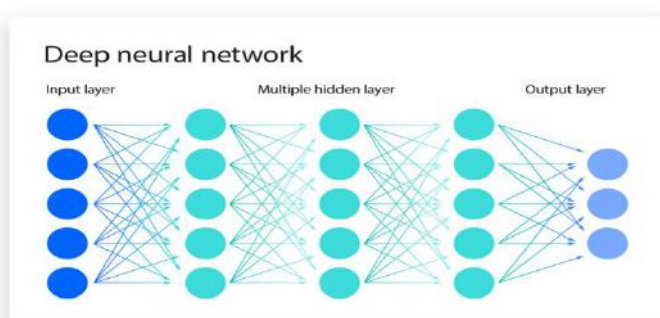 Deep neural network
Input layer
Multiple hidden layer
Output layer